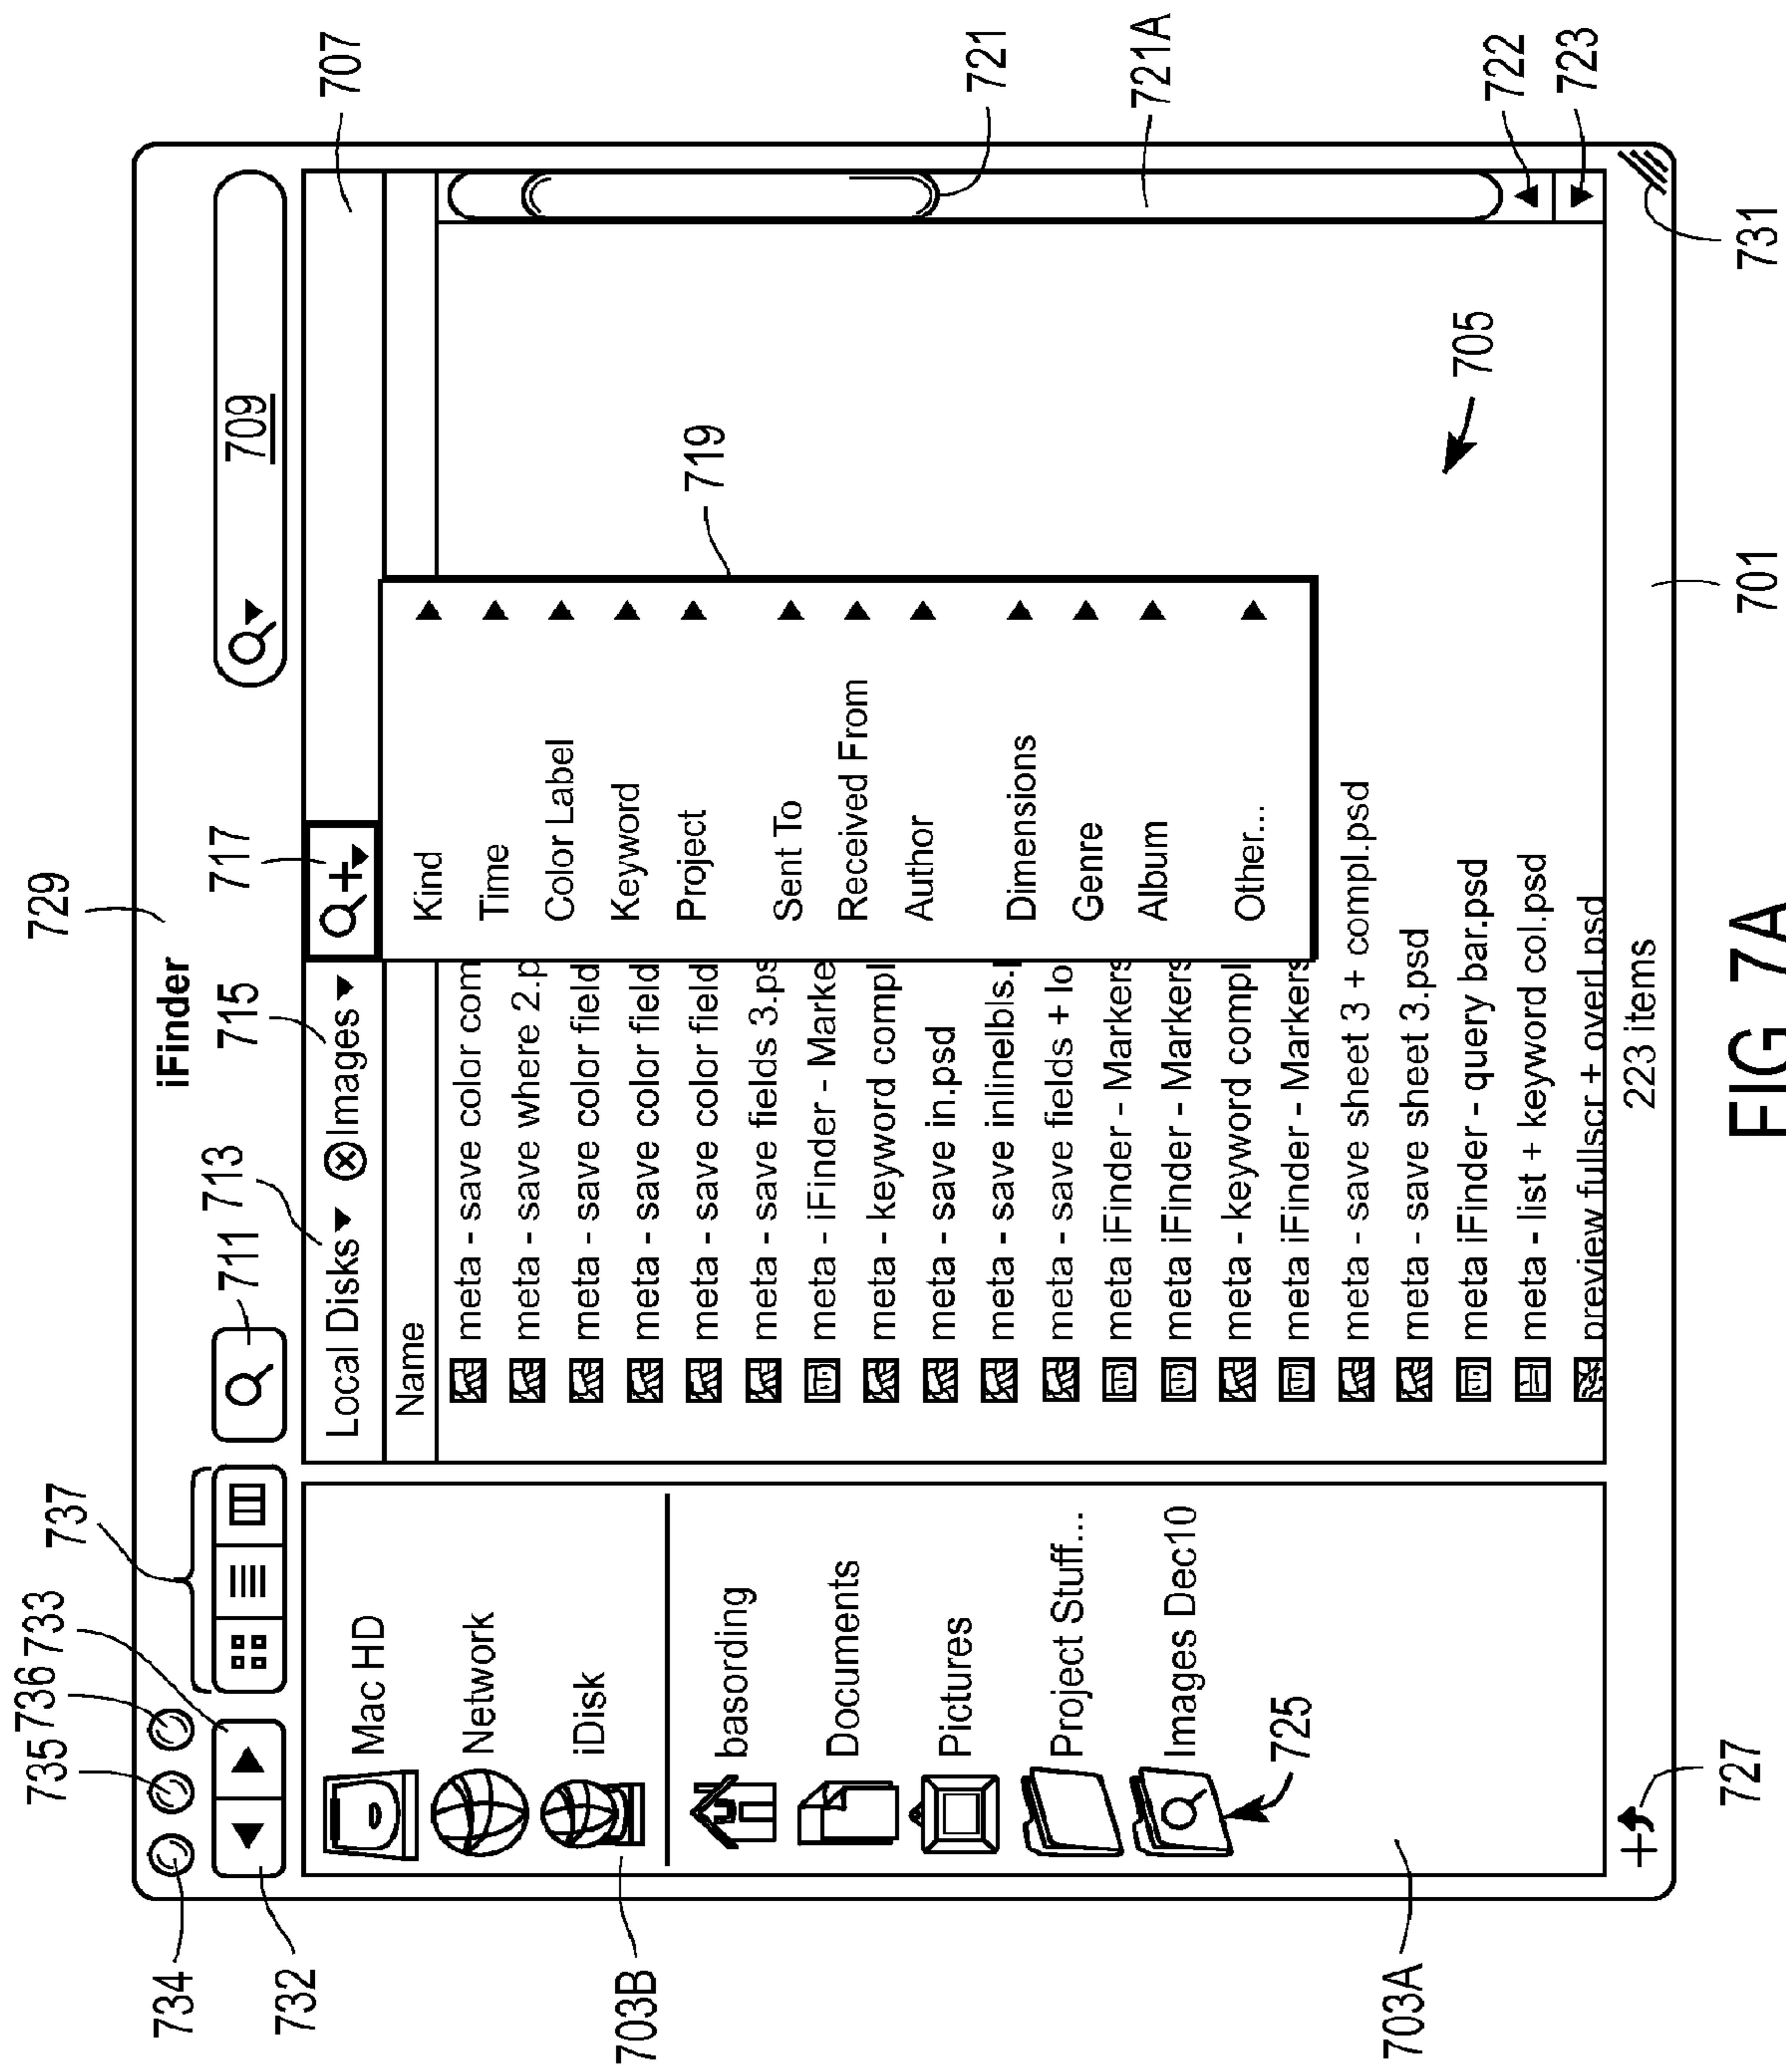 729
iFinder
734
735
736
733
737
711
713
715
717
709
707
732
Local Disks
Images
Name
Mac HD
Network
iDisk
basording
Documents
Pictures
Project Stuff...
Images Dec10
725
703B
703A
meta - save color com
meta - save where 2.p
meta - save color field
meta - save color field
meta - save color field
meta - save fields 3.ps
meta - iFinder - Marke
meta - keyword compl
meta - save in.psd
meta - save inlinelbls.
meta - save fields + lo
meta iFinder - Markers
meta iFinder - Markers
meta - keyword compl
meta iFinder - Markers
meta - save sheet 3 + compl.psd
meta - save sheet 3.psd
meta iFinder - query bar.psd
meta - list + keyword col.psd
preview fullscr + overl.psd
Kind
Time
Color Label
Keyword
Project
Sent To
Received From
Author
Dimensions
Genre
Album
Other...
719
705
721
721A
722
723
223 items
727
701
731
FIG 7A